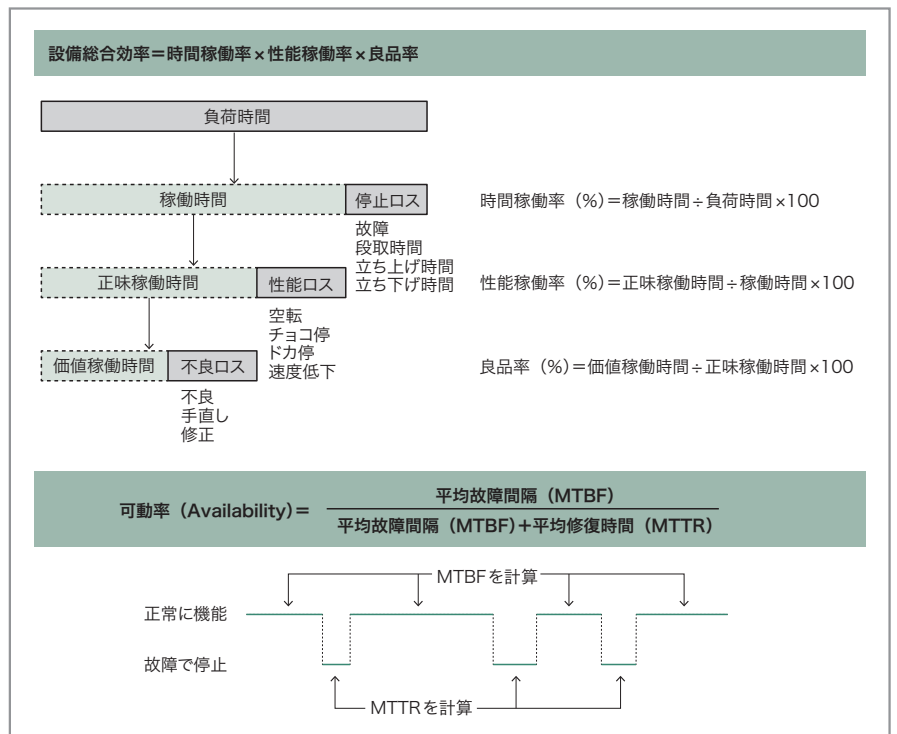 設備総合効率＝時間稼働率×性能稼働率×良品率
負荷時間
稼働時間
停止ロス
時間稼働率（%）＝稼働時間÷負荷時間×100
故障
段取時間
立ち上げ時間
立ち下げ時間
正味稼働時間
性能ロス
性能稼働率（%）＝正味稼働時間÷稼働時間×100
空転
チョコ停
ドカ停
速度低下
価値稼働時間
不良ロス
良品率（%）＝価値稼働時間÷正味稼働時間×100
不良
手直し
修正
可動率（Availability）＝
平均故障間隔（MTBF）
平均故障間隔（MTBF）＋平均修復時間（MTTR）
MTBFを計算
正常に機能
故障で停止
MTTRを計算